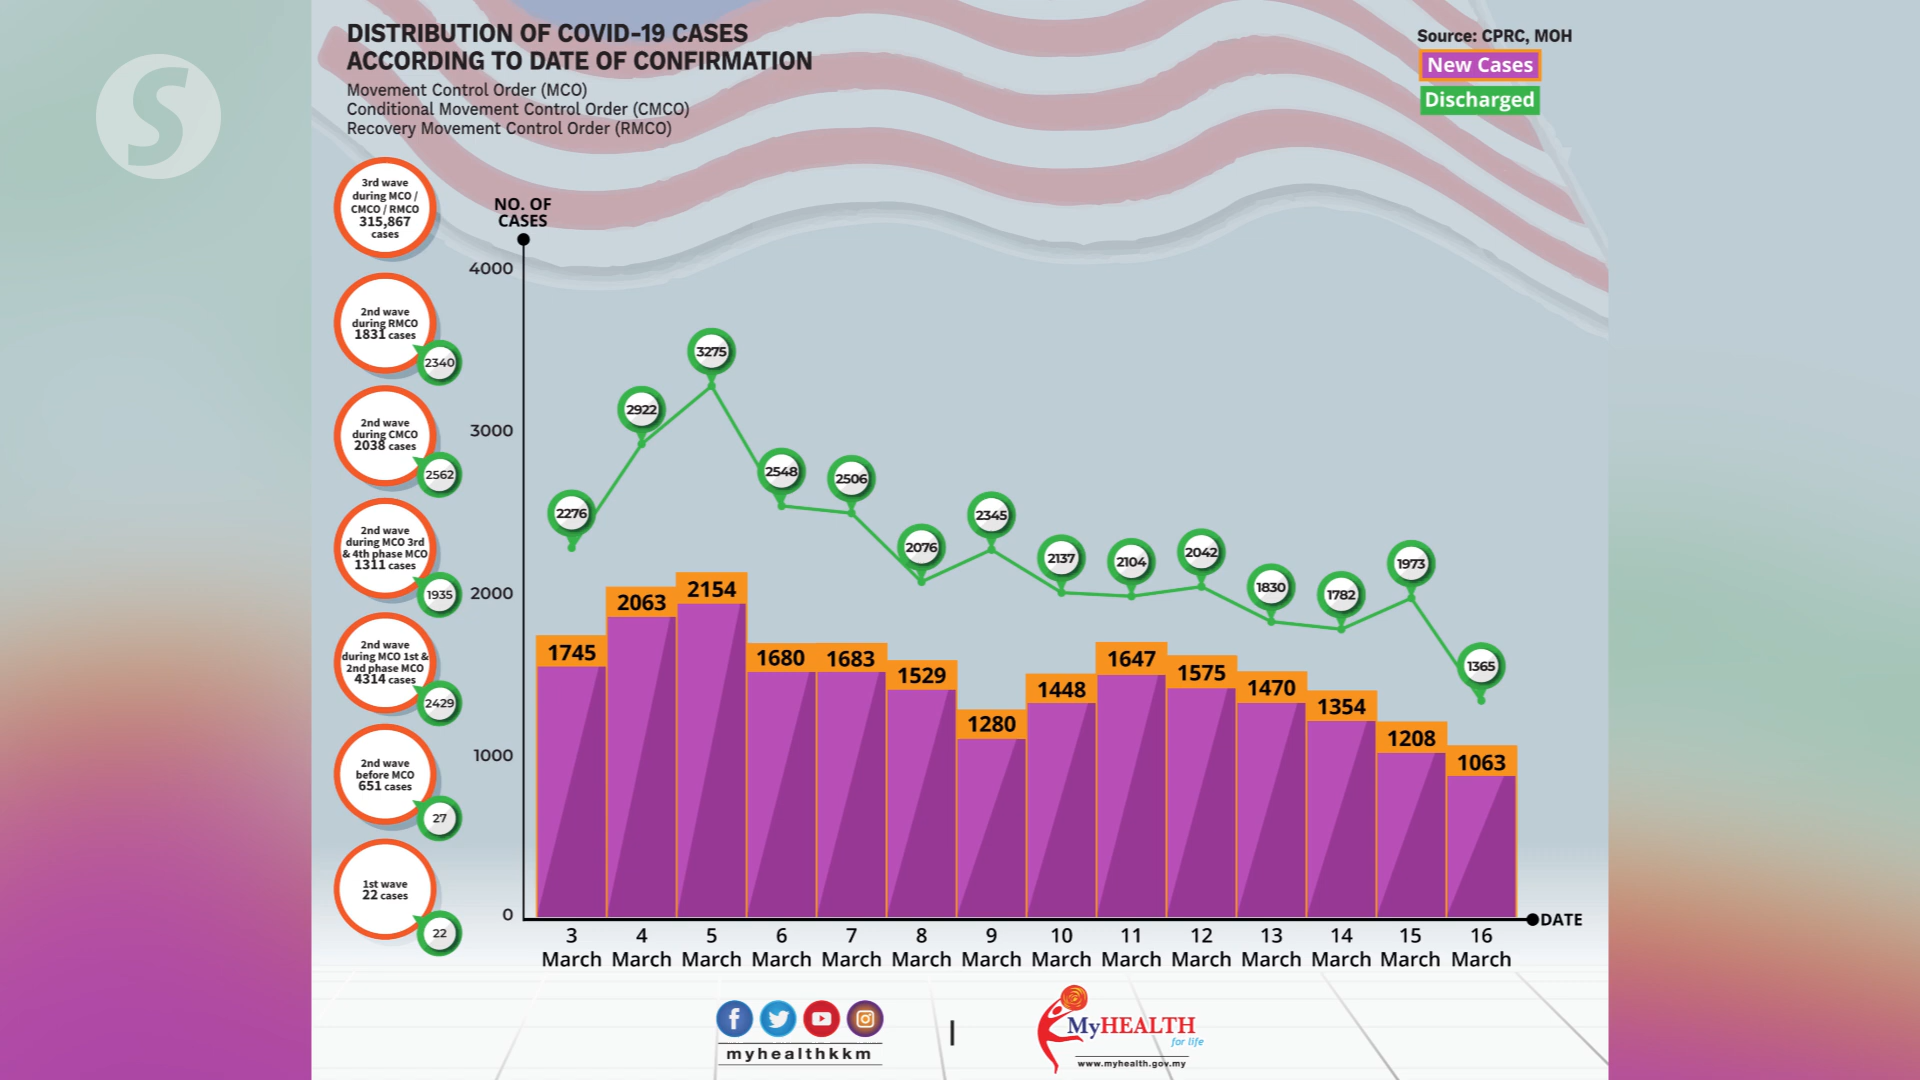 S
DISTRIBUTION OF COVID-19 CASES
ACCORDING TO DATE OF CONFIRMATION
Movement Control Order (MCO)
Conditional Movement Control Order (CMCO)
Recovery Movement Control Order (RMCO)
Source: CPRC, MOH
New Cases
Discharged
3rd wave
during MCO /
CMCO / RMCO
315,867
cases
2nd wave
during RMCO
1831 cases
2340
2nd wave
during CMCO
2038 cases
2562
2nd wave
during MCO 3rd
& 4th phase MCO
1311 cases
1935
2nd wave
during MCO 1st &
2nd phase MCO
4314 cases
2429
2nd wave
before MCO
651 cases
27
1st wave
22 cases
22
NO. OF
CASES
4000
3000
2000
1000
0
2276
2922
3275
2548
2506
2076
2345
2137
2104
2042
1830
1782
1973
1365
1745
2063
2154
1680
1683
1529
1280
1448
1647
1575
1470
1354
1208
1063
DATE
3 4 5 6 7 8 9 10 11 12 13 14 15 16
March March March March March March March March March March March March March March
myhealthkkm
|
MyHEALTH
for life
www.myhealth.gov.my